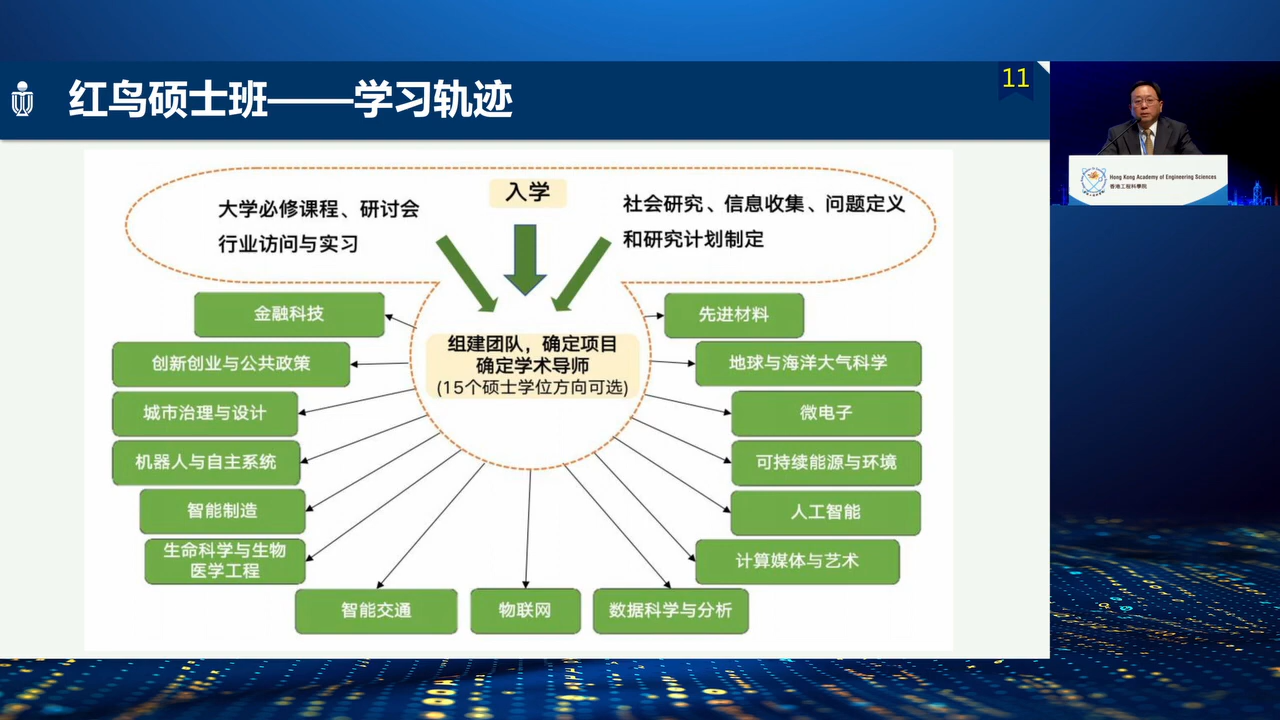 红鸟硕士班——学习轨迹
11
入学
大学必修课程、研讨会
行业访问与实习
社会研究、信息收集、问题定义
和研究计划制定
组建团队，确定项目
确定学术导师
(15个硕士学位方向可选)
金融科技
创新创业与公共政策
城市治理与设计
机器人与自主系统
智能制造
生命科学与生物
医学工程
智能交通
物联网
数据科学与分析
先进材料
地球与海洋大气科学
微电子
可持续能源与环境
人工智能
计算媒体与艺术
Hong Kong Academy of Engineering Sciences
香港工程科學院